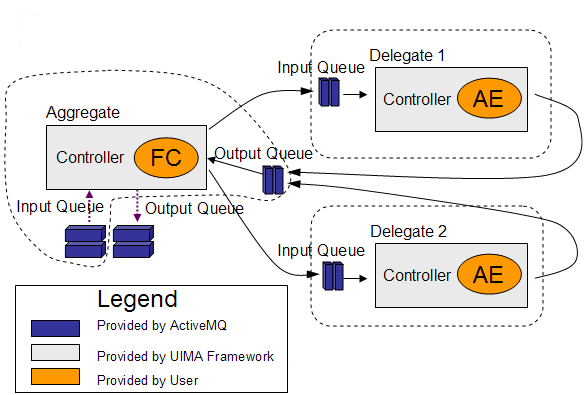 Delegate 1
Input Queue
Controller
AE
Aggregate
Controller
FC
Output Queue
Input Queue
Output Queue
Delegate 2
Input Queue
Controller
AE
Legend
Provided by ActiveMQ
Provided by UIMA Framework
Provided by User